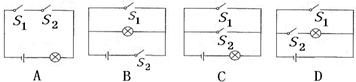 S₁ S₂ S₁ S₁ S₁
S₂ S₂
S₂
A B C D